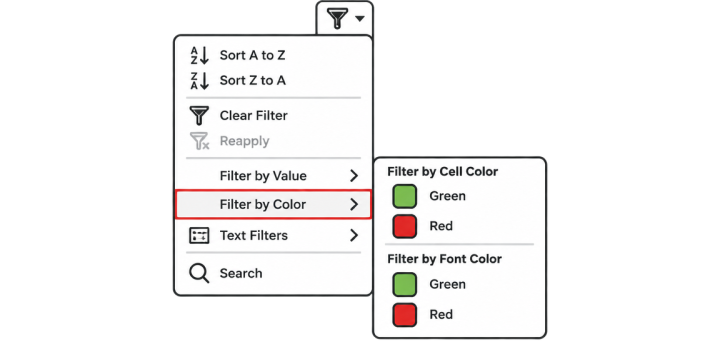 Sort A to Z
Sort Z to A
Clear Filter
Reapply
Filter by Value
Filter by Color
Text Filters
Search
Filter by Cell Color
Green
Red
Filter by Font Color
Green
Red